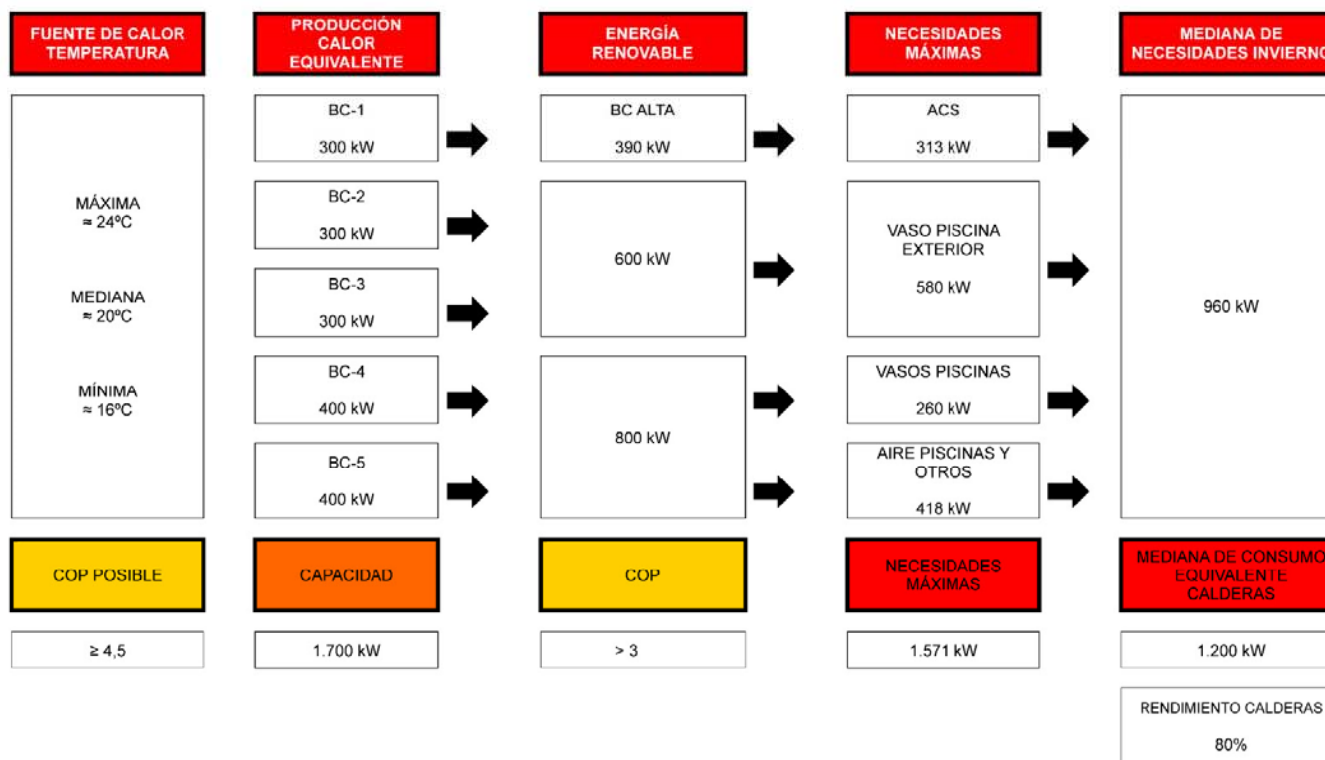 FUENTE DE CALOR
TEMPERATURA
PRODUCCIÓN
CALOR
EQUIVALENTE
ENERGÍA
RENOVABLE
NECESIDADES
MÁXIMAS
MEDIANA DE
NECESIDADES INVIERNO
MÁXIMA
≈ 24ºC
MEDIANA
≈ 20ºC
MÍNIMA
≈ 16ºC
BC-1
300 kW
BC-2
300 kW
BC-3
300 kW
BC-4
400 kW
BC-5
400 kW
BC ALTA
390 kW
600 kW
800 kW
ACS
313 kW
VASO PISCINA
EXTERIOR
580 kW
VASOS PISCINAS
260 kW
AIRE PISCINAS Y
OTROS
418 kW
960 kW
COP POSIBLE
CAPACIDAD
COP
NECESIDADES
MÁXIMAS
MEDIANA DE CONSUMO
EQUIVALENTE
CALDERAS
≥ 4,5
1.700 kW
> 3
1.571 kW
1.200 kW
RENDIMIENTO CALDERAS
80%